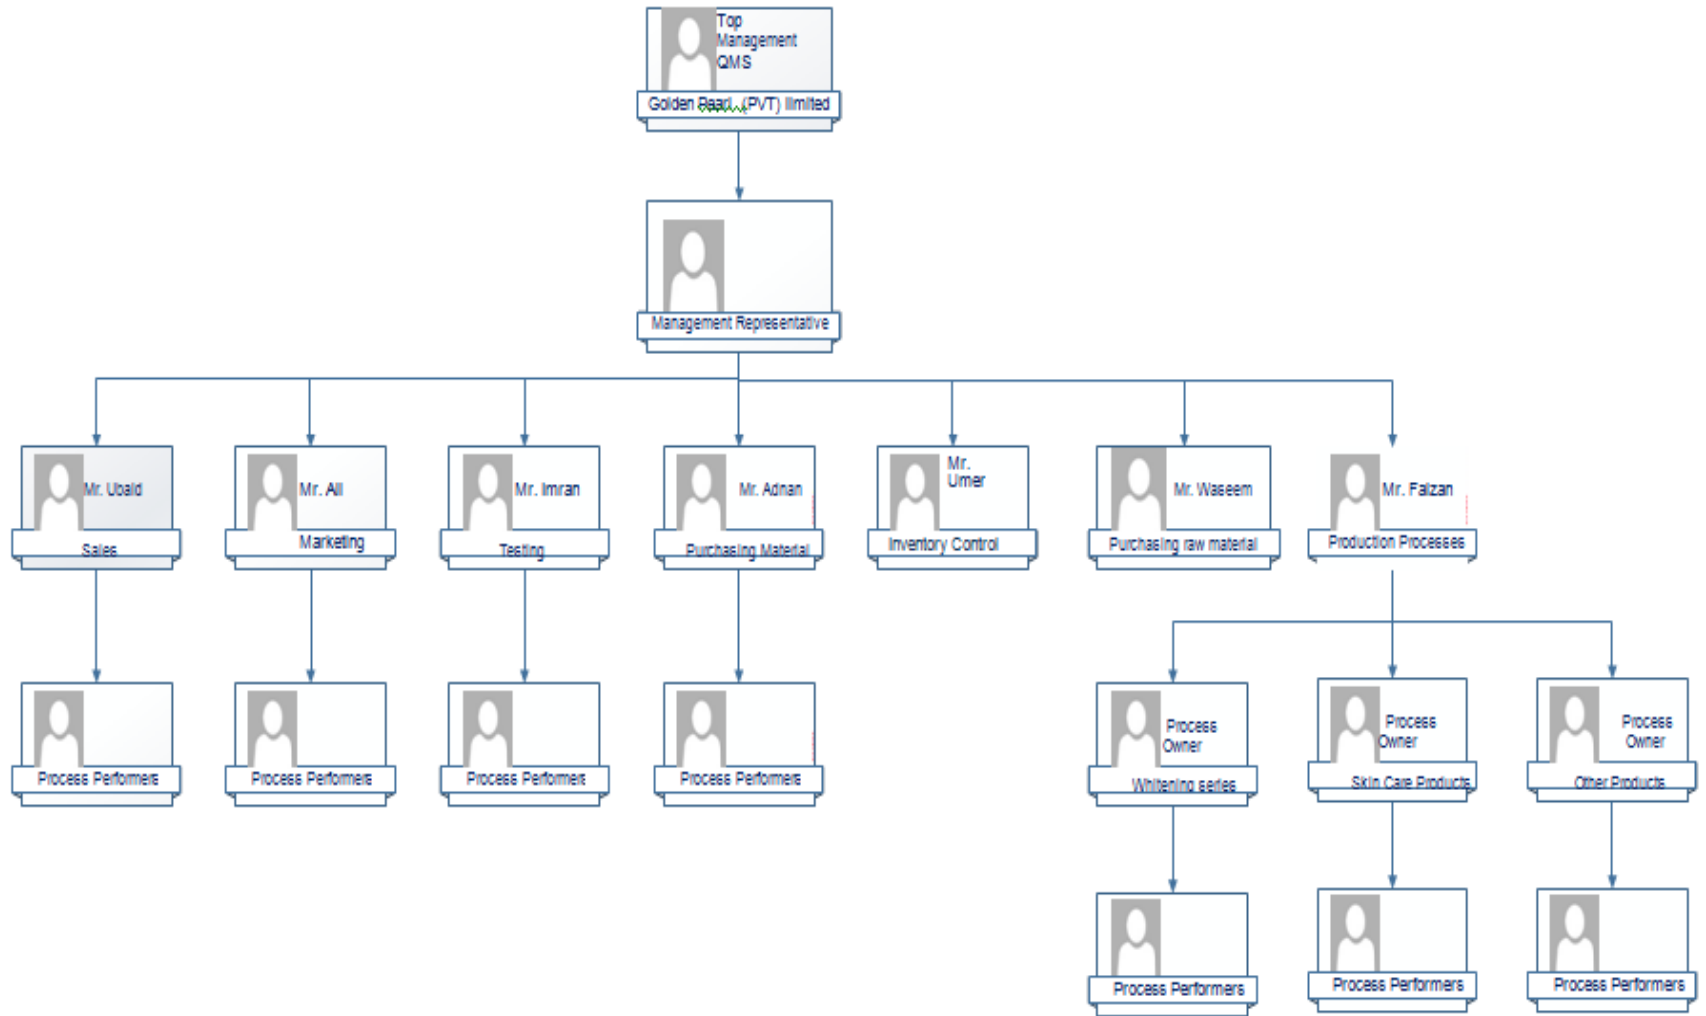 Top
Management
QMS
Golden Paarl (PVT) limited
Management Representative
Mr. Ubaid
Sales
Mr. Ali
Marketing
Mr. Imran
Testing
Mr. Adnan
Purchasing Material
Mr.
Umer
Inventory Control
Mr. Waseem
Purchasing raw material
Mr. Faizan
Production Processes
Process Performers
Process Performers
Process Performers
Process Performers
Process
Owner
Whitening series
Process
Owner
Skin Care Products
Process
Owner
Other Products
Process Performers
Process Performers
Process Performers